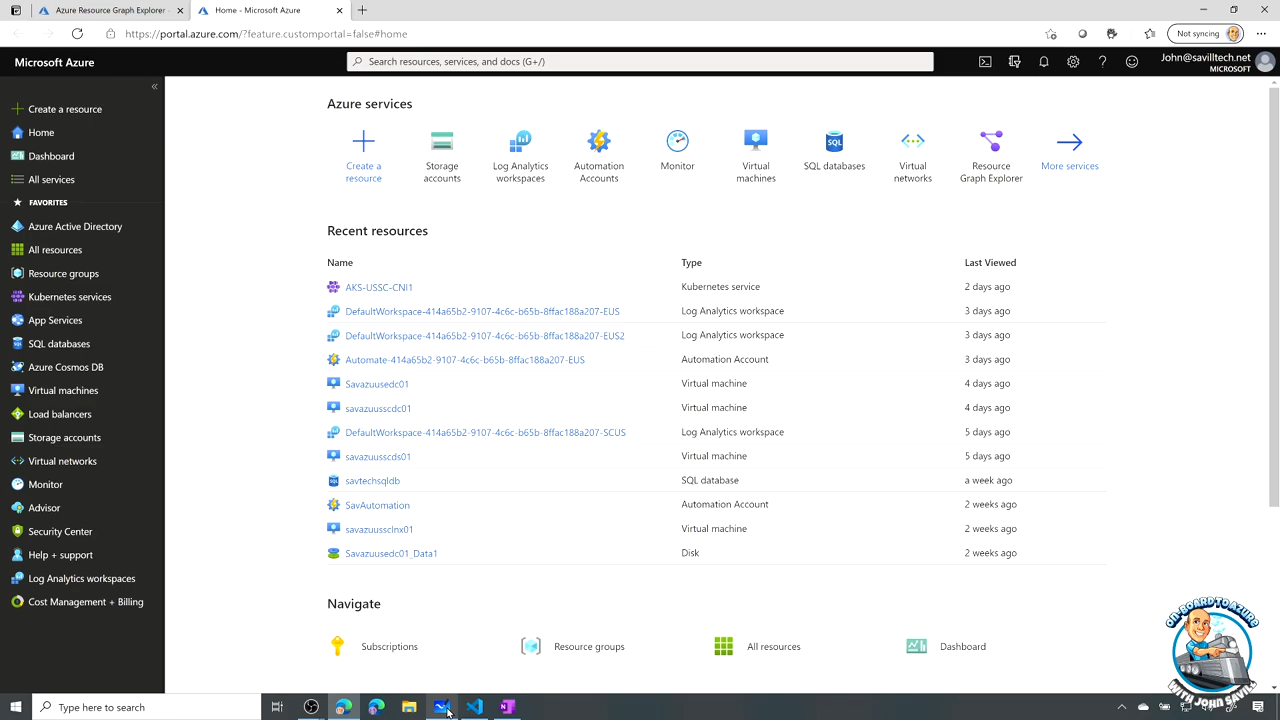 Azure Resource Graph Explorer
Home - Microsoft Azure
https://portal.azure.com/?feature.customportal=false#home
Not syncing
Microsoft Azure
Search resources, services, and docs (G+/)
John@savilltech.net
MICROSOFT
Create a resource
Home
Dashboard
All services
FAVORITES
Azure Active Directory
All resources
Resource groups
Kubernetes services
App Services
SQL databases
Azure Cosmos DB
Virtual machines
Load balancers
Storage accounts
Virtual networks
Monitor
Advisor
Security Center
Help + support
Log Analytics workspaces
Cost Management + Billing
Azure services
Create a
resource
Storage
accounts
Log Analytics
workspaces
Automation
Accounts
Monitor
Virtual
machines
SQL databases
Virtual
networks
Resource
Graph Explorer
More services
Recent resources
Name Type Last Viewed
AKS-USSC-CNI1 Kubernetes service 2 days ago
DefaultWorkspace-414a65b2-9107-4c6c-b65b-8ffac188a207-EUS Log Analytics workspace 3 days ago
DefaultWorkspace-414a65b2-9107-4c6c-b65b-8ffac188a207-EUS2 Log Analytics workspace 3 days ago
Automate-414a65b2-9107-4c6c-b65b-8ffac188a207-EUS Automation Account 3 days ago
Savazuusedc01 Virtual machine 4 days ago
savazuusscdc01 Virtual machine 4 days ago
DefaultWorkspace-414a65b2-9107-4c6c-b65b-8ffac188a207-SCUS Log Analytics workspace 5 days ago
savazuusscds01 Virtual machine 5 days ago
savtechsqldb SQL database a week ago
SavAutomation Automation Account 2 weeks ago
savazuussclnx01 Virtual machine 2 weeks ago
Savazuusedc01_Data1 Disk 2 weeks ago
Navigate
Subscriptions Resource groups All resources Dashboard
ON-BOARD TO AZURE
WITH JOHN SAVILL
Type here to search